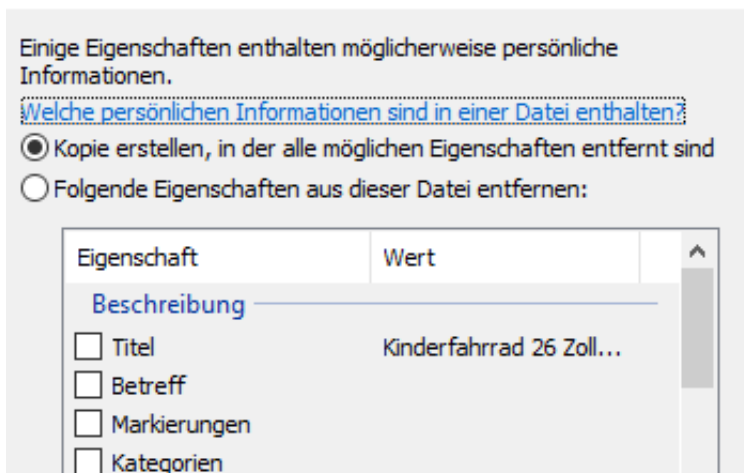 Einige Eigenschaften enthalten möglicherweise persönliche
Informationen.
Welche persönlichen Informationen sind in einer Datei enthalten?
Kopie erstellen, in der alle möglichen Eigenschaften entfernt sind
Folgende Eigenschaften aus dieser Datei entfernen:
Eigenschaft Wert
Beschreibung
Titel Kinderfahrrad 26 Zoll...
Betreff
Markierungen
Kategorien